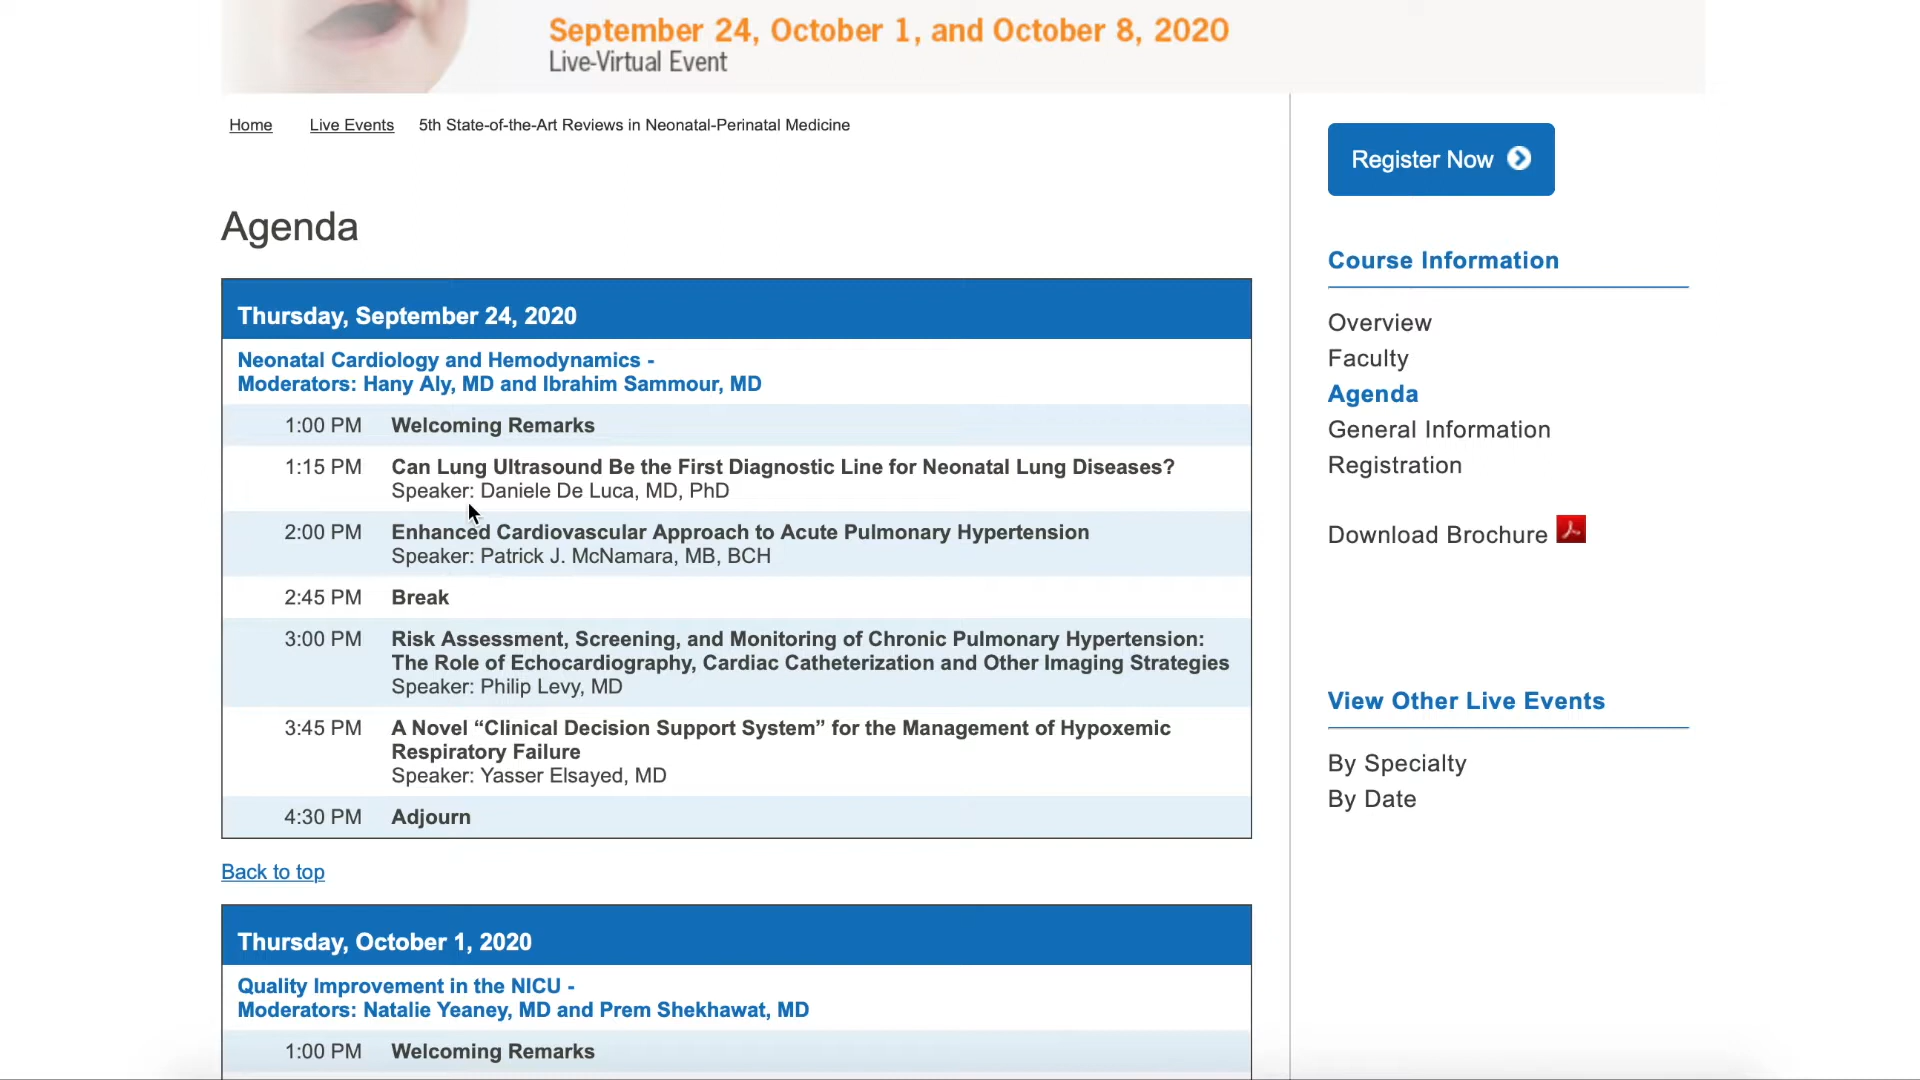 September 24, October 1, and October 8, 2020
Live-Virtual Event
Home Live Events 5th State-of-the-Art Reviews in Neonatal-Perinatal Medicine
Agenda
Thursday, September 24, 2020
Neonatal Cardiology and Hemodynamics -
Moderators: Hany Aly, MD and Ibrahim Sammour, MD
1:00 PM Welcoming Remarks
1:15 PM Can Lung Ultrasound Be the First Diagnostic Line for Neonatal Lung Diseases?
Speaker: Daniele De Luca, MD, PhD
2:00 PM Enhanced Cardiovascular Approach to Acute Pulmonary Hypertension
Speaker: Patrick J. McNamara, MB, BCH
2:45 PM Break
3:00 PM Risk Assessment, Screening, and Monitoring of Chronic Pulmonary Hypertension:
The Role of Echocardiography, Cardiac Catheterization and Other Imaging Strategies
Speaker: Philip Levy, MD
3:45 PM A Novel “Clinical Decision Support System” for the Management of Hypoxemic
Respiratory Failure
Speaker: Yasser Elsayed, MD
4:30 PM Adjourn
Back to top
Thursday, October 1, 2020
Quality Improvement in the NICU -
Moderators: Natalie Yeaney, MD and Prem Shekhawat, MD
1:00 PM Welcoming Remarks
Register Now
Course Information
Overview
Faculty
Agenda
General Information
Registration
Download Brochure
View Other Live Events
By Specialty
By Date